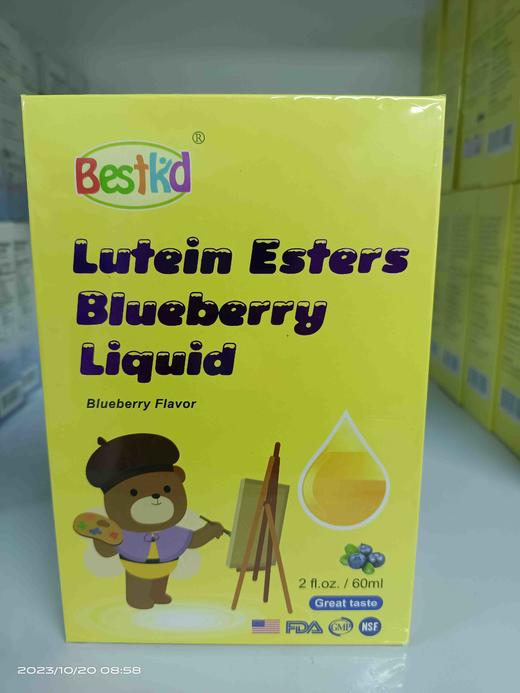 Bestkid®
Lutein Esters
Blueberry
Liquid
Blueberry Flavor
2 fl.oz. / 60ml
Great taste
FDA GMP NSF
2023/10/20 08:58